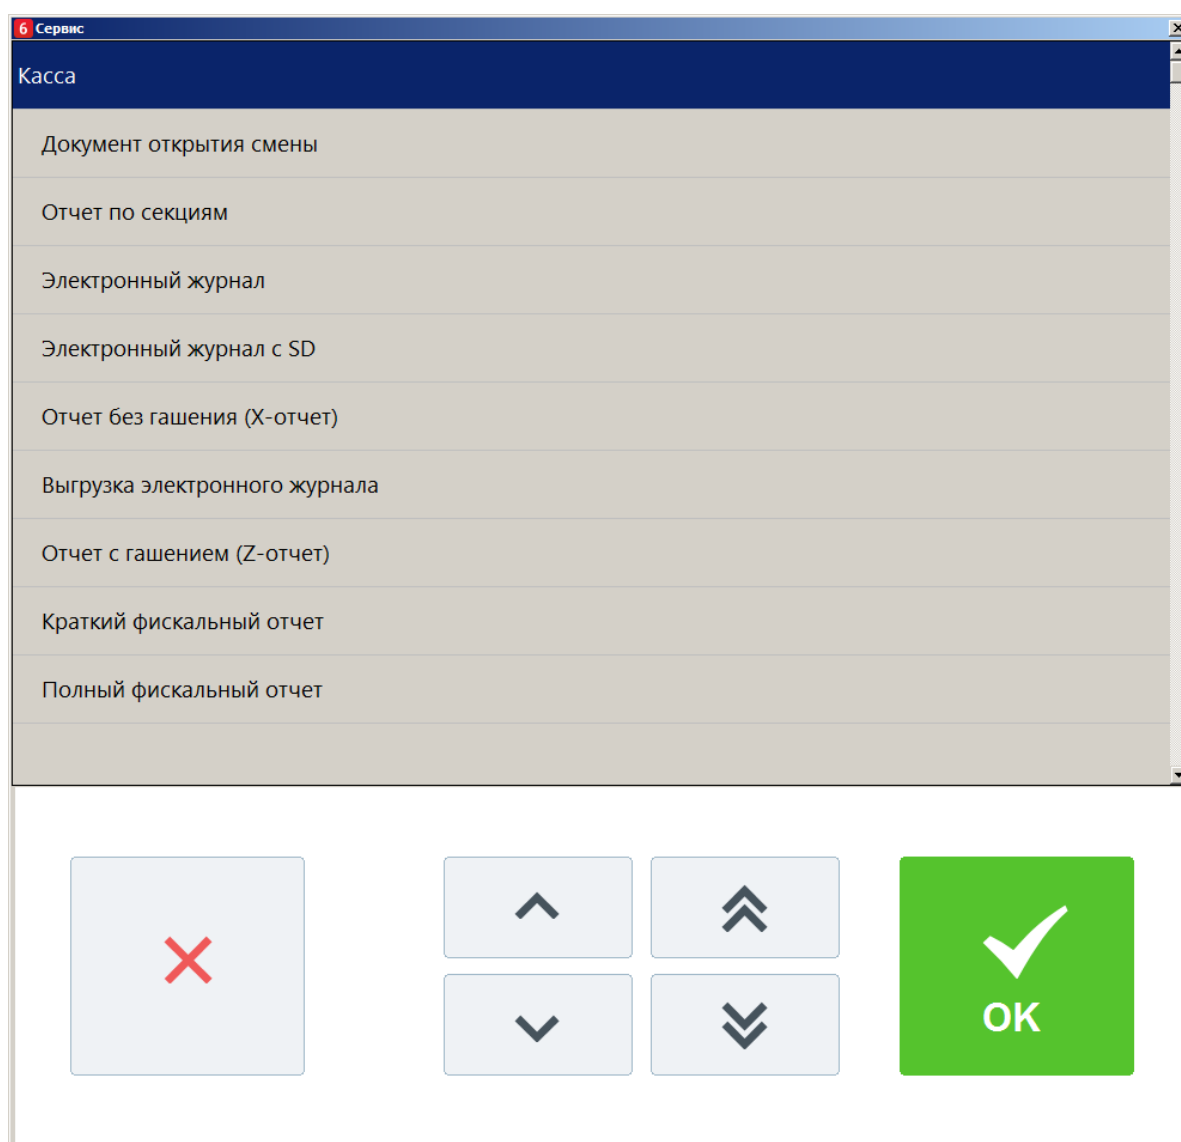 6 Сервис
Касса
Документ открытия смены
Отчет по секциям
Электронный журнал
Электронный журнал с SD
Отчет без гашения (X-отчет)
Выгрузка электронного журнала
Отчет с гашением (Z-отчет)
Краткий фискальный отчет
Полный фискальный отчет
OK